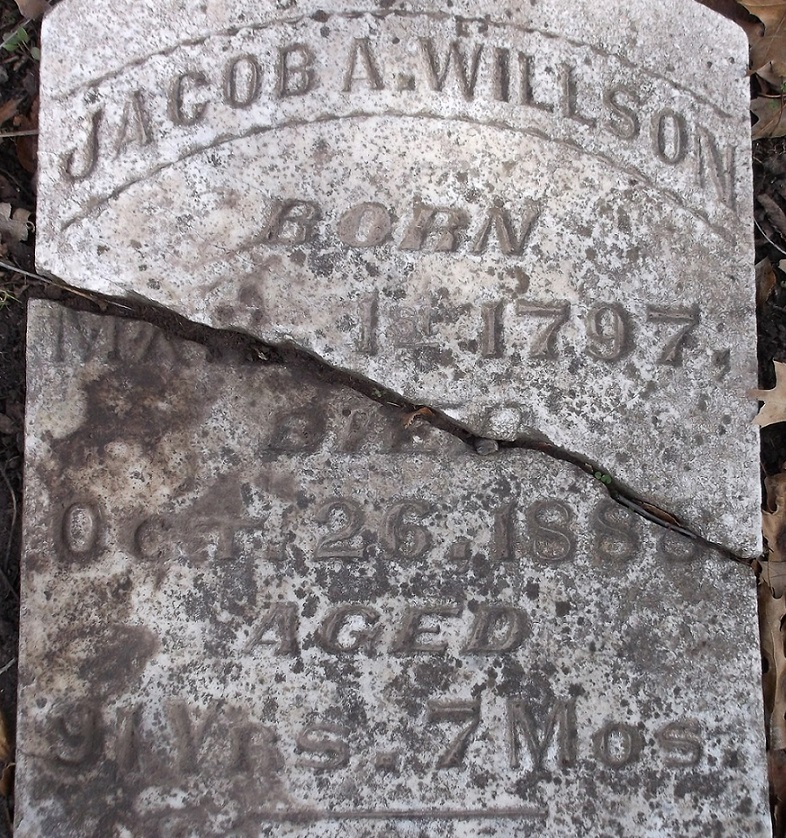 JACOB A. WILLSON
BORN
1st 1797,
DIED
Oct. 26. 1888.
AGED
91 Yrs. 7 Mos.